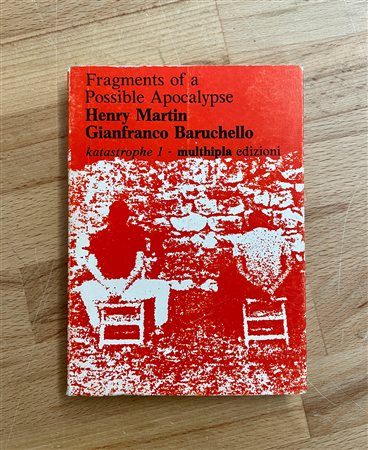 Fragments of a
Possible Apocalypse
Henry Martin
Gianfranco Baruchello
katastrophe 1 - multhipla edizioni